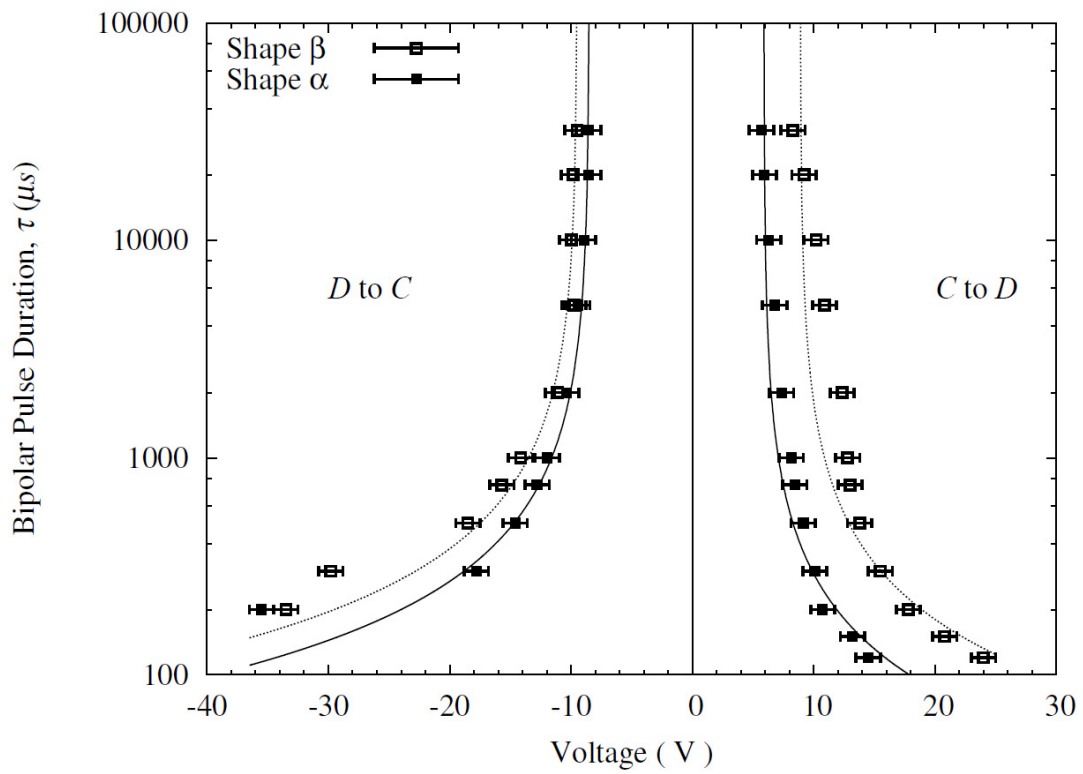 100000
Shape β
Shape α
10000
D to C
C to D
1000
100
-40 -30 -20 -10 0 10 20 30
Voltage ( V )
Bipolar Pulse Duration, τ (μs)